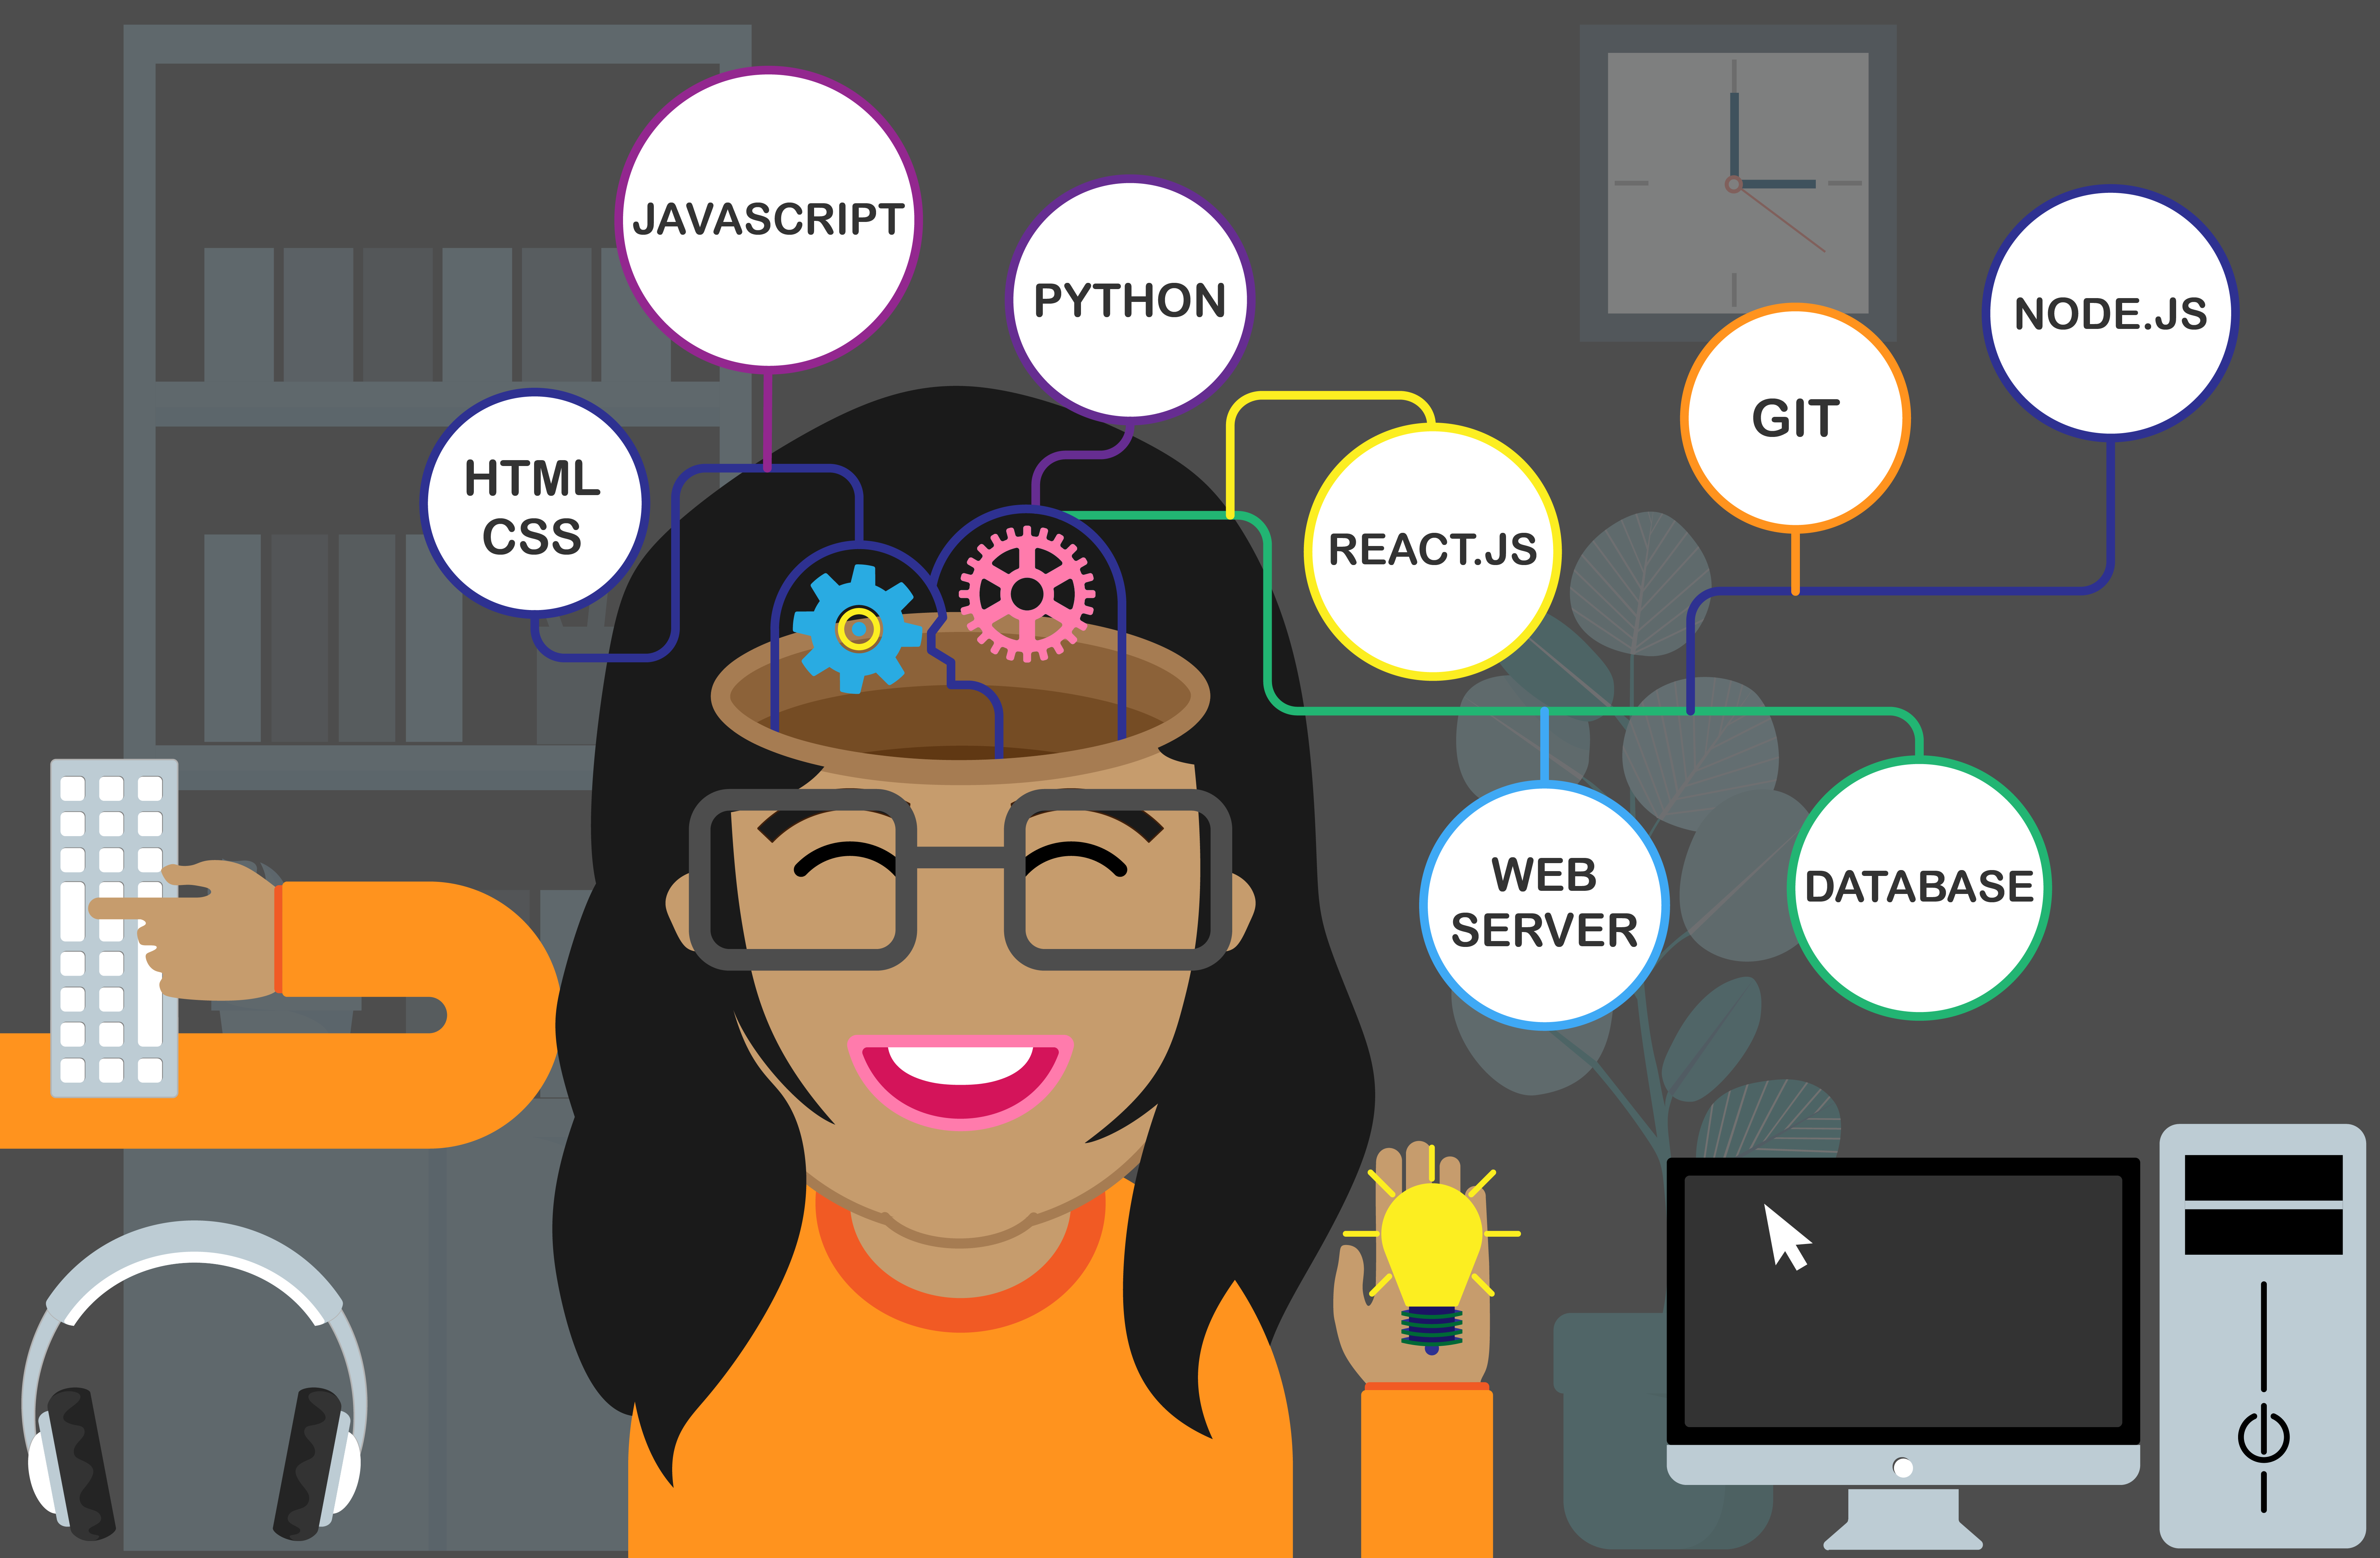 JAVASCRIPT
PYTHON
NODE.JS
GIT
HTML
CSS
REACT.JS
WEB
SERVER
DATABASE